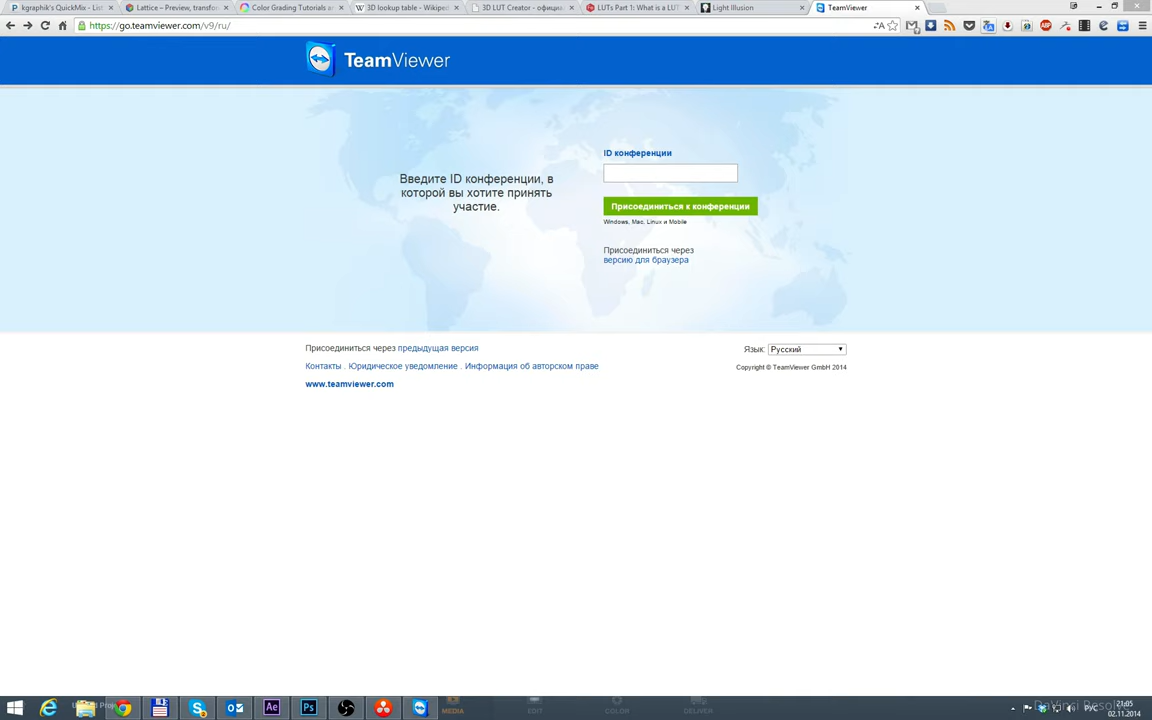 kgraphik's QuickMix - List
Lattice – Preview, transfor
Color Grading Tutorials a
3D lookup table - Wikiped
3D LUT Creator - официа
LUTs Part 1: What is a LUT
Light Illusion
TeamViewer
https://go.teamviewer.com/v9/ru/
TeamViewer
ID конференции
Введите ID конференции, в
которой вы хотите принять
участие.
Присоединиться к конференции
Windows, Mac, Linux и Mobile
Присоединиться через
версию для браузера
Присоединиться через предыдущая версия
Язык: Русский
Контакты . Юридическое уведомление . Информация об авторском праве
Copyright © TeamViewer GmbH 2014
www.teamviewer.com
MEDIA
EDIT
COLOR
DELIVER
РУС
21:05
02.11.2014